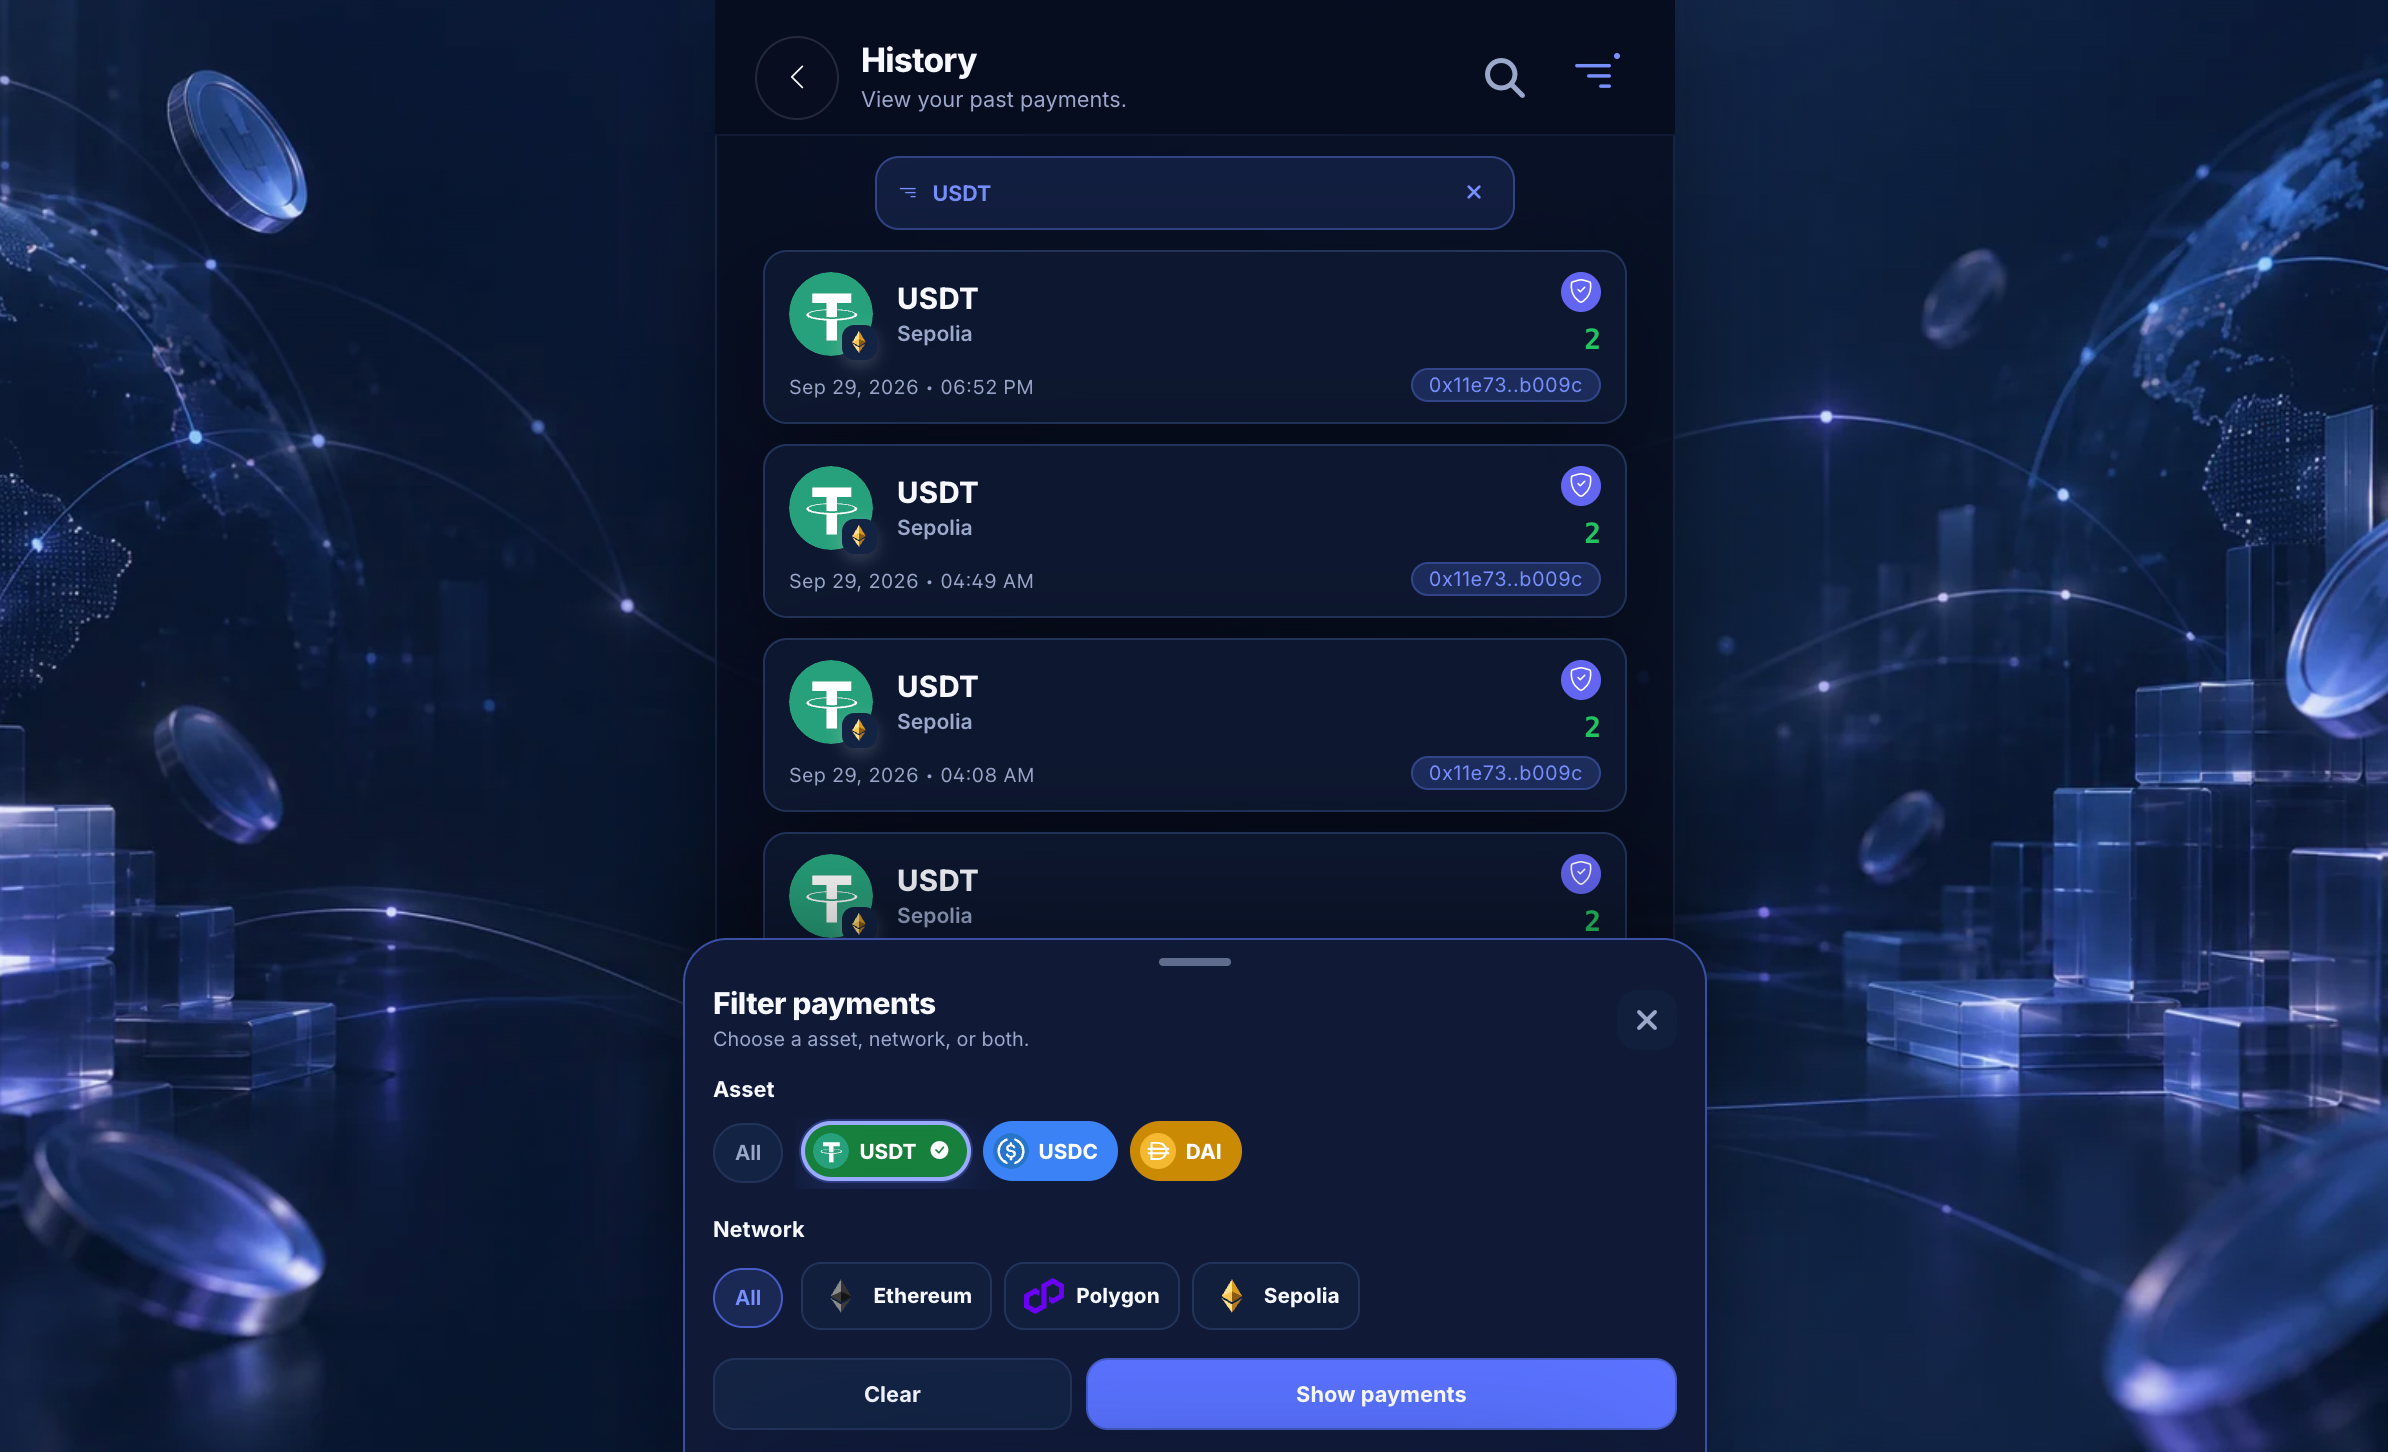 History
View your past payments.
USDT
USDT
Sepolia
2
Sep 29, 2026 • 06:52 PM
0x11e73..b009c
USDT
Sepolia
2
Sep 29, 2026 • 04:49 AM
0x11e73..b009c
USDT
Sepolia
2
Sep 29, 2026 • 04:08 AM
0x11e73..b009c
USDT
Sepolia
2
Filter payments
Choose a asset, network, or both.
Asset
All USDT USDC DAI
Network
All Ethereum Polygon Sepolia
Clear Show payments